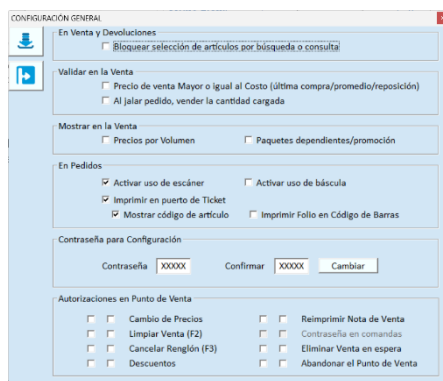 CONFIGURACIÓN GENERAL
En Venta y Devoluciones
Bloquear selección de artículos por búsqueda o consulta
Validar en la Venta
Precio de venta Mayor o igual al Costo (última compra/promedio/reposición)
Al jalar pedido, vender la cantidad cargada
Mostrar en la Venta
Precios por Volumen Paquetes dependientes/promoción
En Pedidos
Activar uso de escáner Activar uso de báscula
Imprimir en puerto de Ticket
Mostrar código de artículo Imprimir Folio en Código de Barras
Contraseña para Configuración
Contraseña XXXXX Confirmar XXXXX Cambiar
Autorizaciones en Punto de Venta
Cambio de Precios Reimprimir Nota de Venta
Limpiar Venta (F2) Contraseña en comandas
Cancelar Renglón (F3) Eliminar Venta en espera
Descuentos Abandonar el Punto de Venta